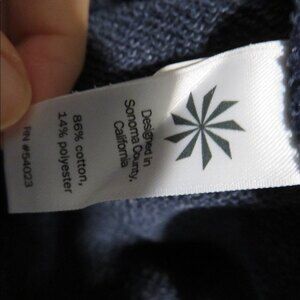 Designed in
Sonoma County,
California
86% cotton,
14% polyester
RN #54023